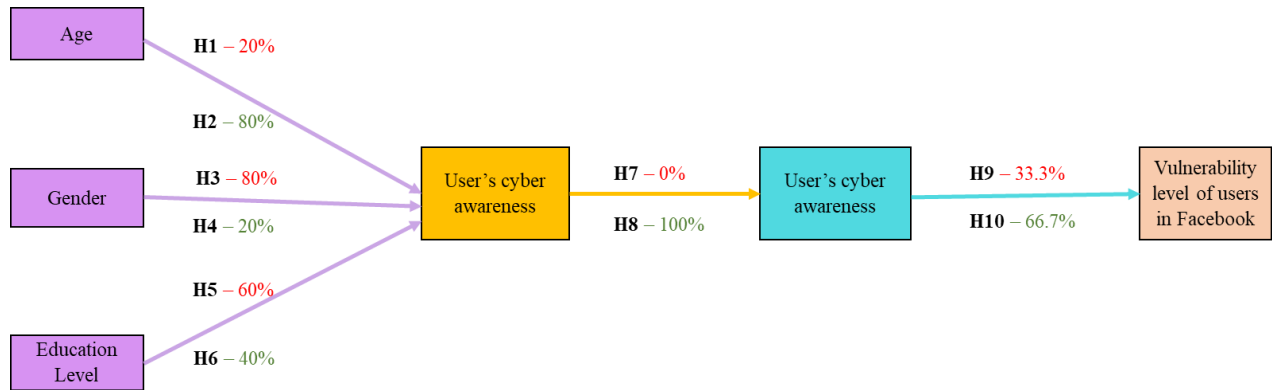 Age
H1 – 20%
H2 – 80%
Gender
H3 – 80%
H4 – 20%
Education
Level
H5 – 60%
H6 – 40%
User’s cyber
awareness
H7 – 0%
H8 – 100%
User’s cyber
awareness
H9 – 33.3%
H10 – 66.7%
Vulnerability
level of users
in Facebook